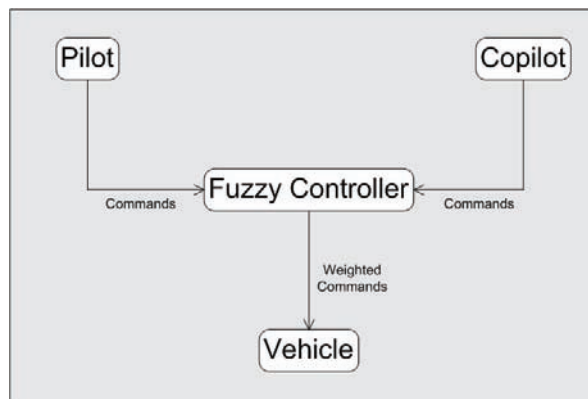 Pilot
Copilot
Fuzzy Controller
Commands
Commands
Weighted
Commands
Vehicle